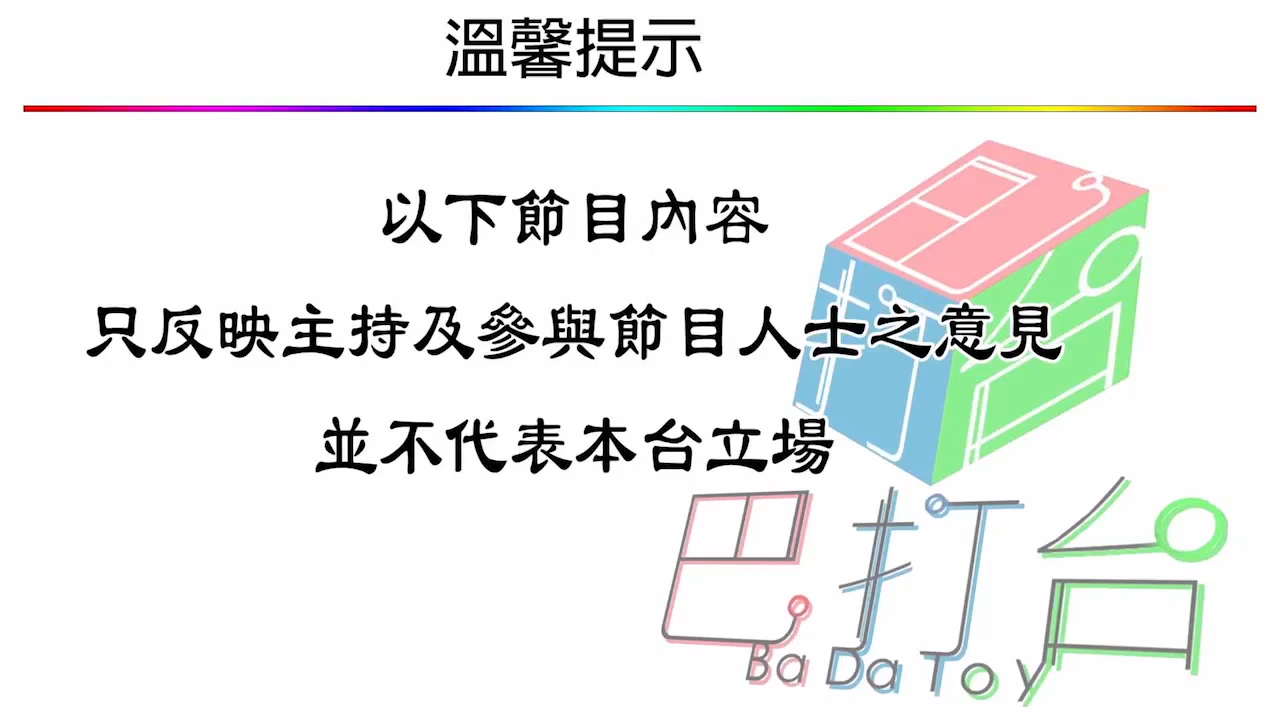 溫馨提示
以下節目內容
只反映主持及參與節目人士之意見
並不代表本台立場
巴打台
BaDaToy